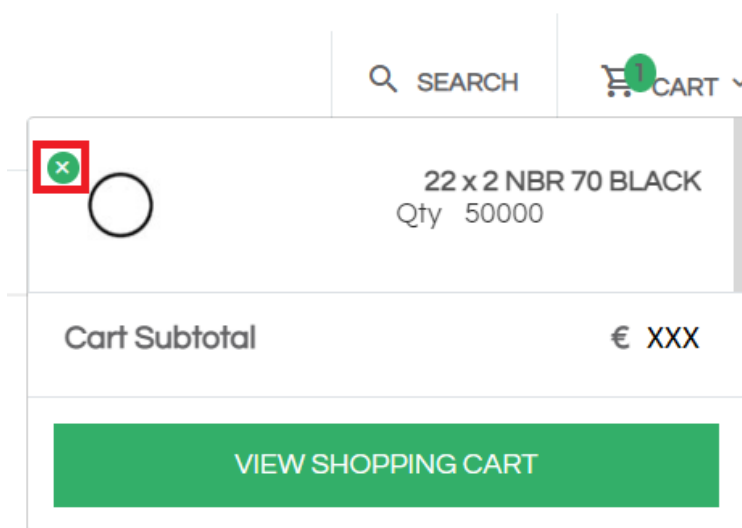 SEARCH
1
CART
22 x 2 NBR 70 BLACK
Qty 50000
Cart Subtotal € XXX
VIEW SHOPPING CART